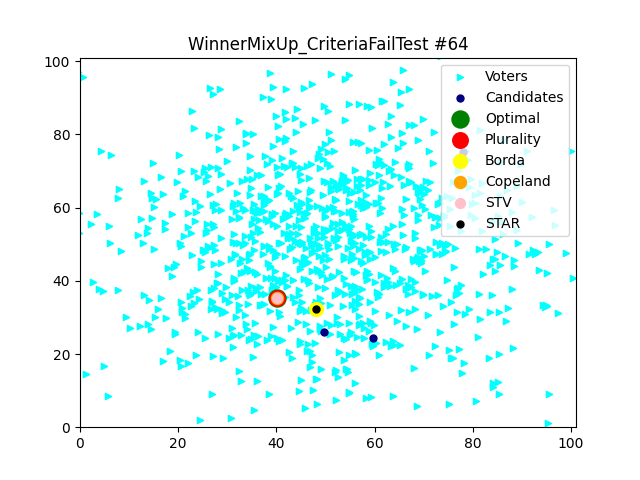 WinnerMixUp_CriteriaFailTest #64
100
80
60
40
20
0
0 20 40 60 80 100
Voters
Candidates
Optimal
Plurality
Borda
Copeland
STV
STAR